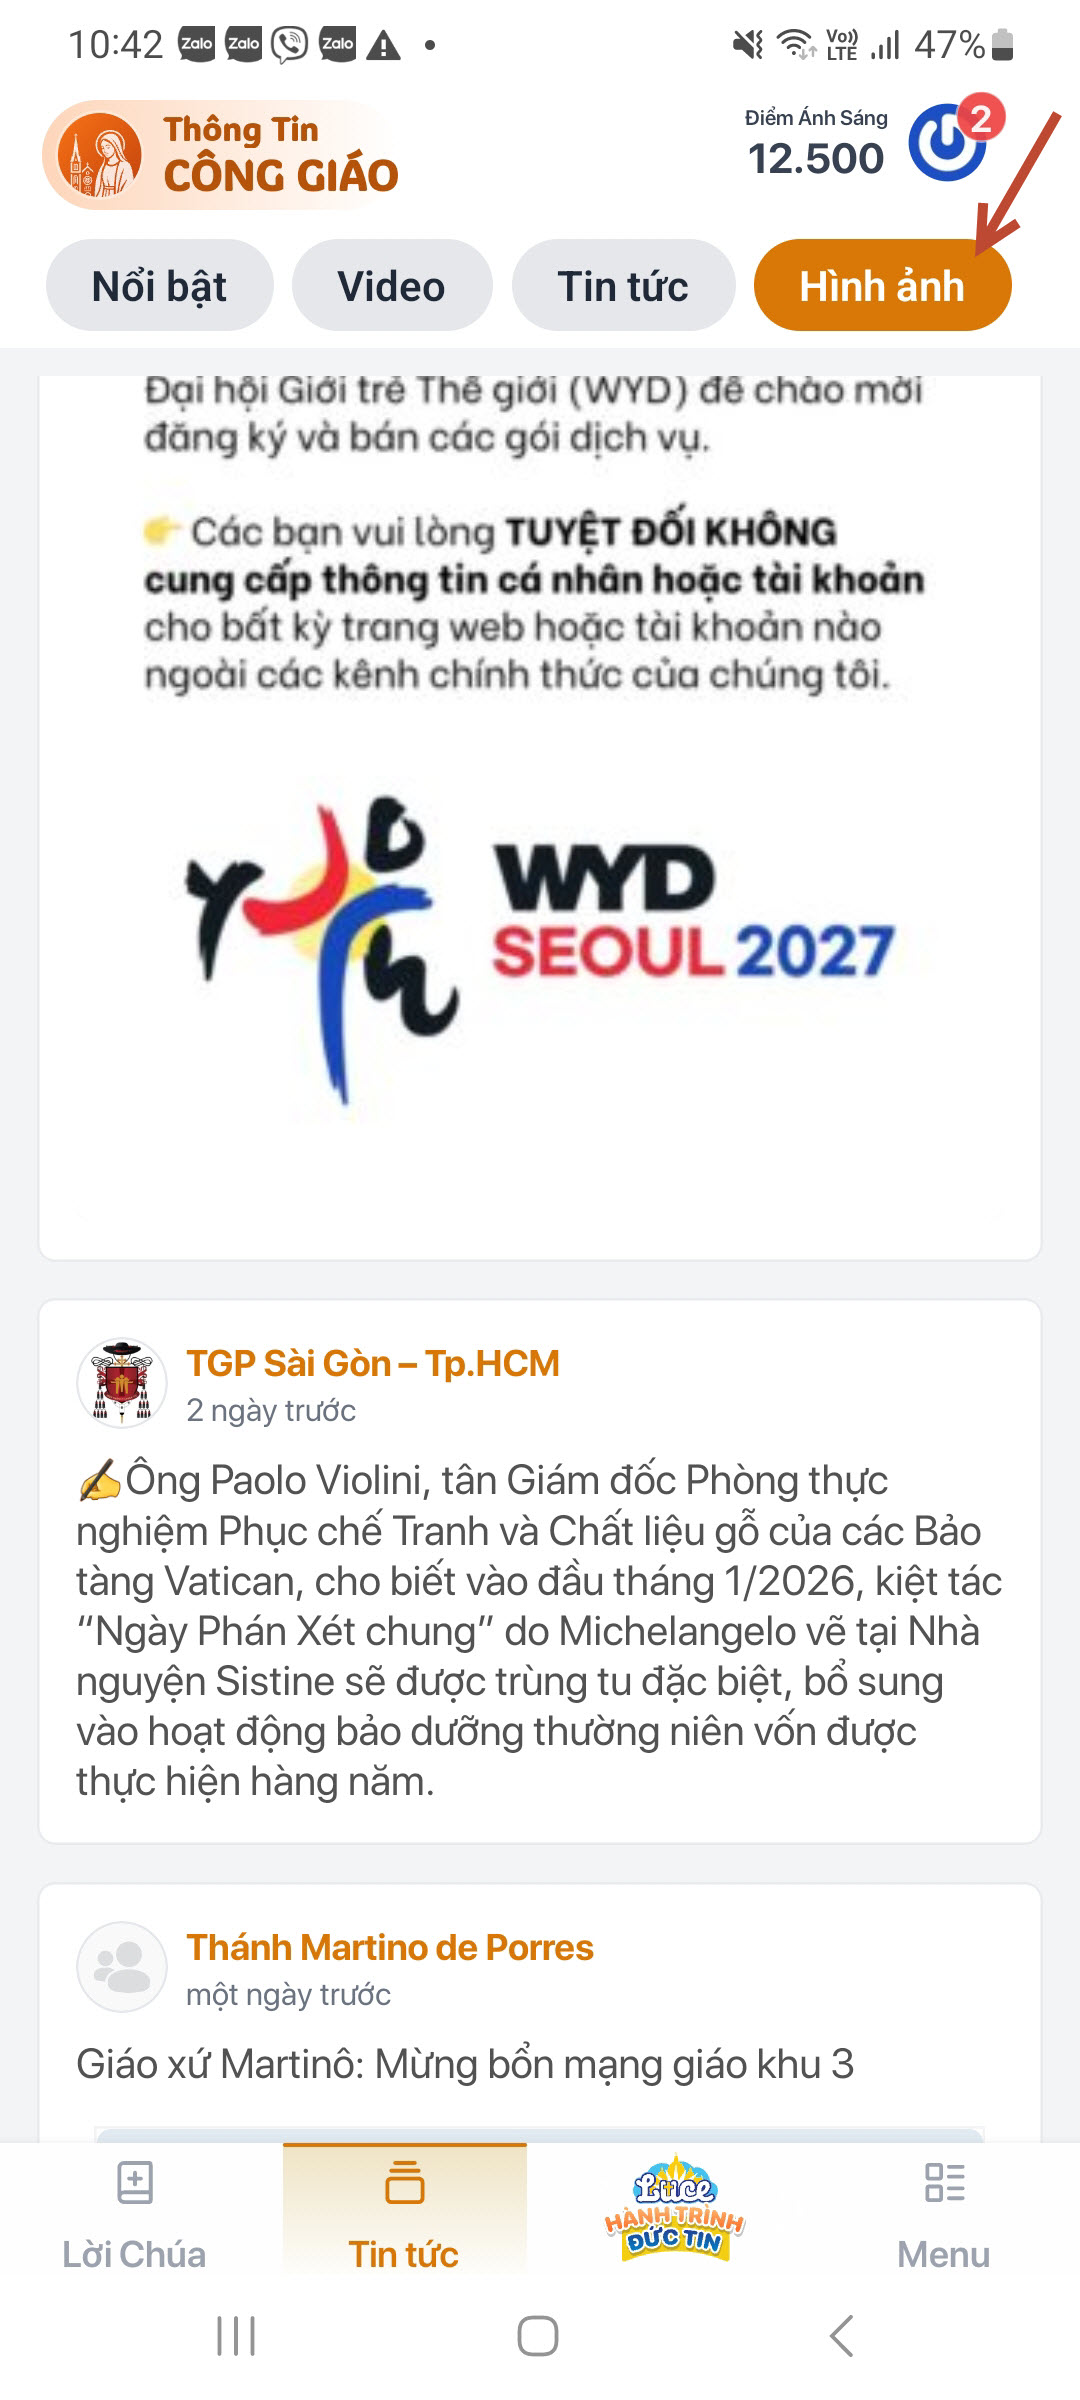 10:42 Zalo Zalo Zalo Vo)) LTE 47%
Thông Tin
CÔNG GIÁO
Điểm Ánh Sáng
12.500
2
Nổi bật Video Tin tức Hình ảnh
Đại hội Giới trẻ Thế giới (WYD) để chào mời
đăng ký và bán các gói dịch vụ.
👉 Các bạn vui lòng TUYỆT ĐỐI KHÔNG
cung cấp thông tin cá nhân hoặc tài khoản
cho bất kỳ trang web hoặc tài khoản nào
ngoài các kênh chính thức của chúng tôi.
WYD
SEOUL 2027
TGP Sài Gòn – Tp.HCM
2 ngày trước
✍️Ông Paolo Violini, tân Giám đốc Phòng thực
nghiệm Phục chế Tranh và Chất liệu gỗ của các Bảo
tàng Vatican, cho biết vào đầu tháng 1/2026, kiệt tác
“Ngày Phán Xét chung” do Michelangelo vẽ tại Nhà
nguyện Sistine sẽ được trùng tu đặc biệt, bổ sung
vào hoạt động bảo dưỡng thường niên vốn được
thực hiện hàng năm.
Thánh Martino de Porres
một ngày trước
Giáo xứ Martinô: Mừng bổn mạng giáo khu 3
Luce
HÀNH TRÌNH
ĐỨC TIN
Lời Chúa Tin tức Menu